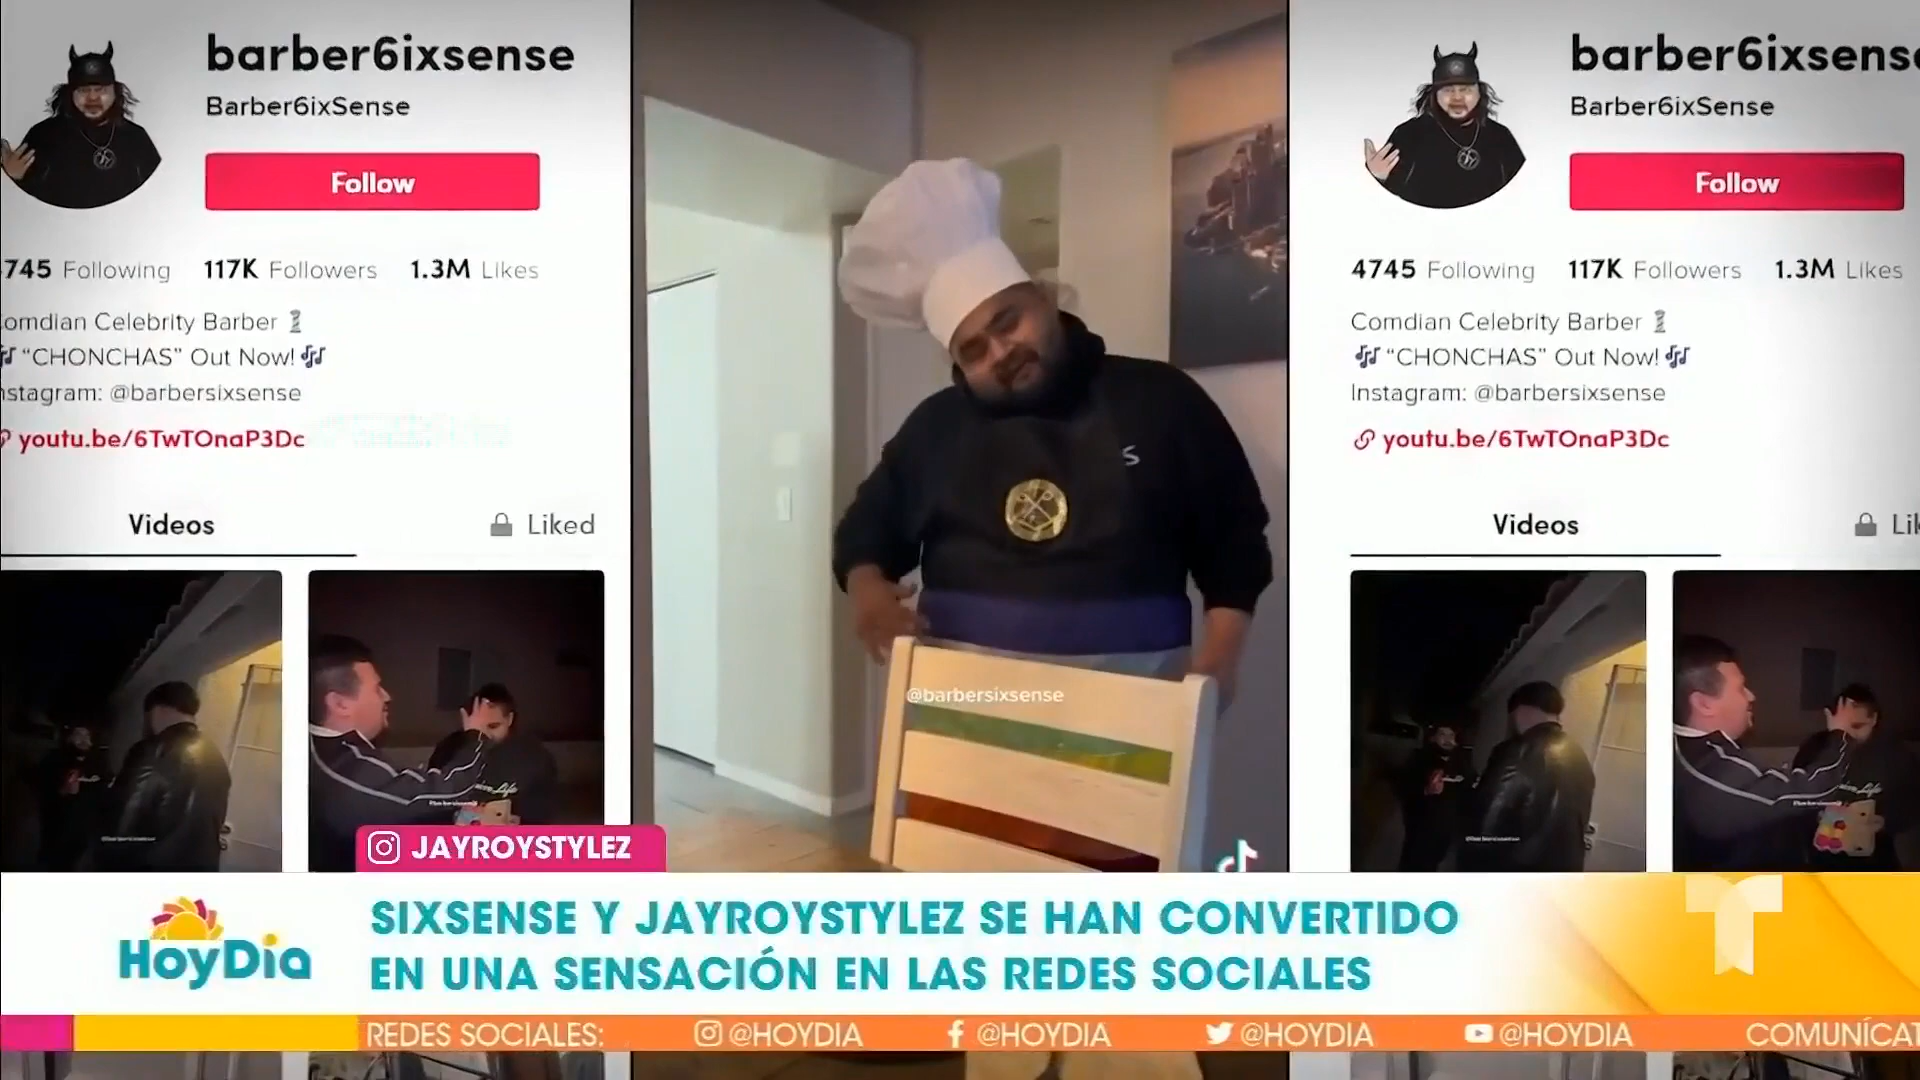 barber6ixsense
Barber6ixSense
Follow
745 Following 117K Followers 1.3M Likes
Comdian Celebrity Barber
"CHONCHAS" Out Now!
nstagram: @barbersixsense
youtu.be/6TwTOnaP3Dc
Videos
Liked
S
@barbersixsense
barber6ixsense
Barber6ixSense
Follow
4745 Following 117K Followers 1.3M Likes
Comdian Celebrity Barber
"CHONCHAS" Out Now!
Instagram: @barbersixsense
youtu.be/6TwTOnaP3Dc
Videos
Lik
JAYROYSTYLEZ
HoyDía
SIXSENSE Y JAYROYSTYLEZ SE HAN CONVERTIDO
EN UNA SENSACIÓN EN LAS REDES SOCIALES
T
REDES SOCIALES: @HOYDIA @HOYDIA @HOYDIA @HOYDIA COMUNÍCAT